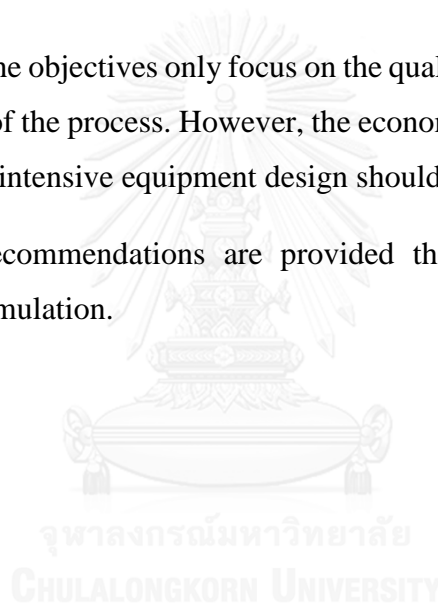 ne objectives only focus on the qual
of the process. However, the econor
intensive equipment design should
ecommendations are provided th
mulation.
จุฬาลงกรณ์มหาวิทยาลัย
CHULALONGKORN UNIVERSITY